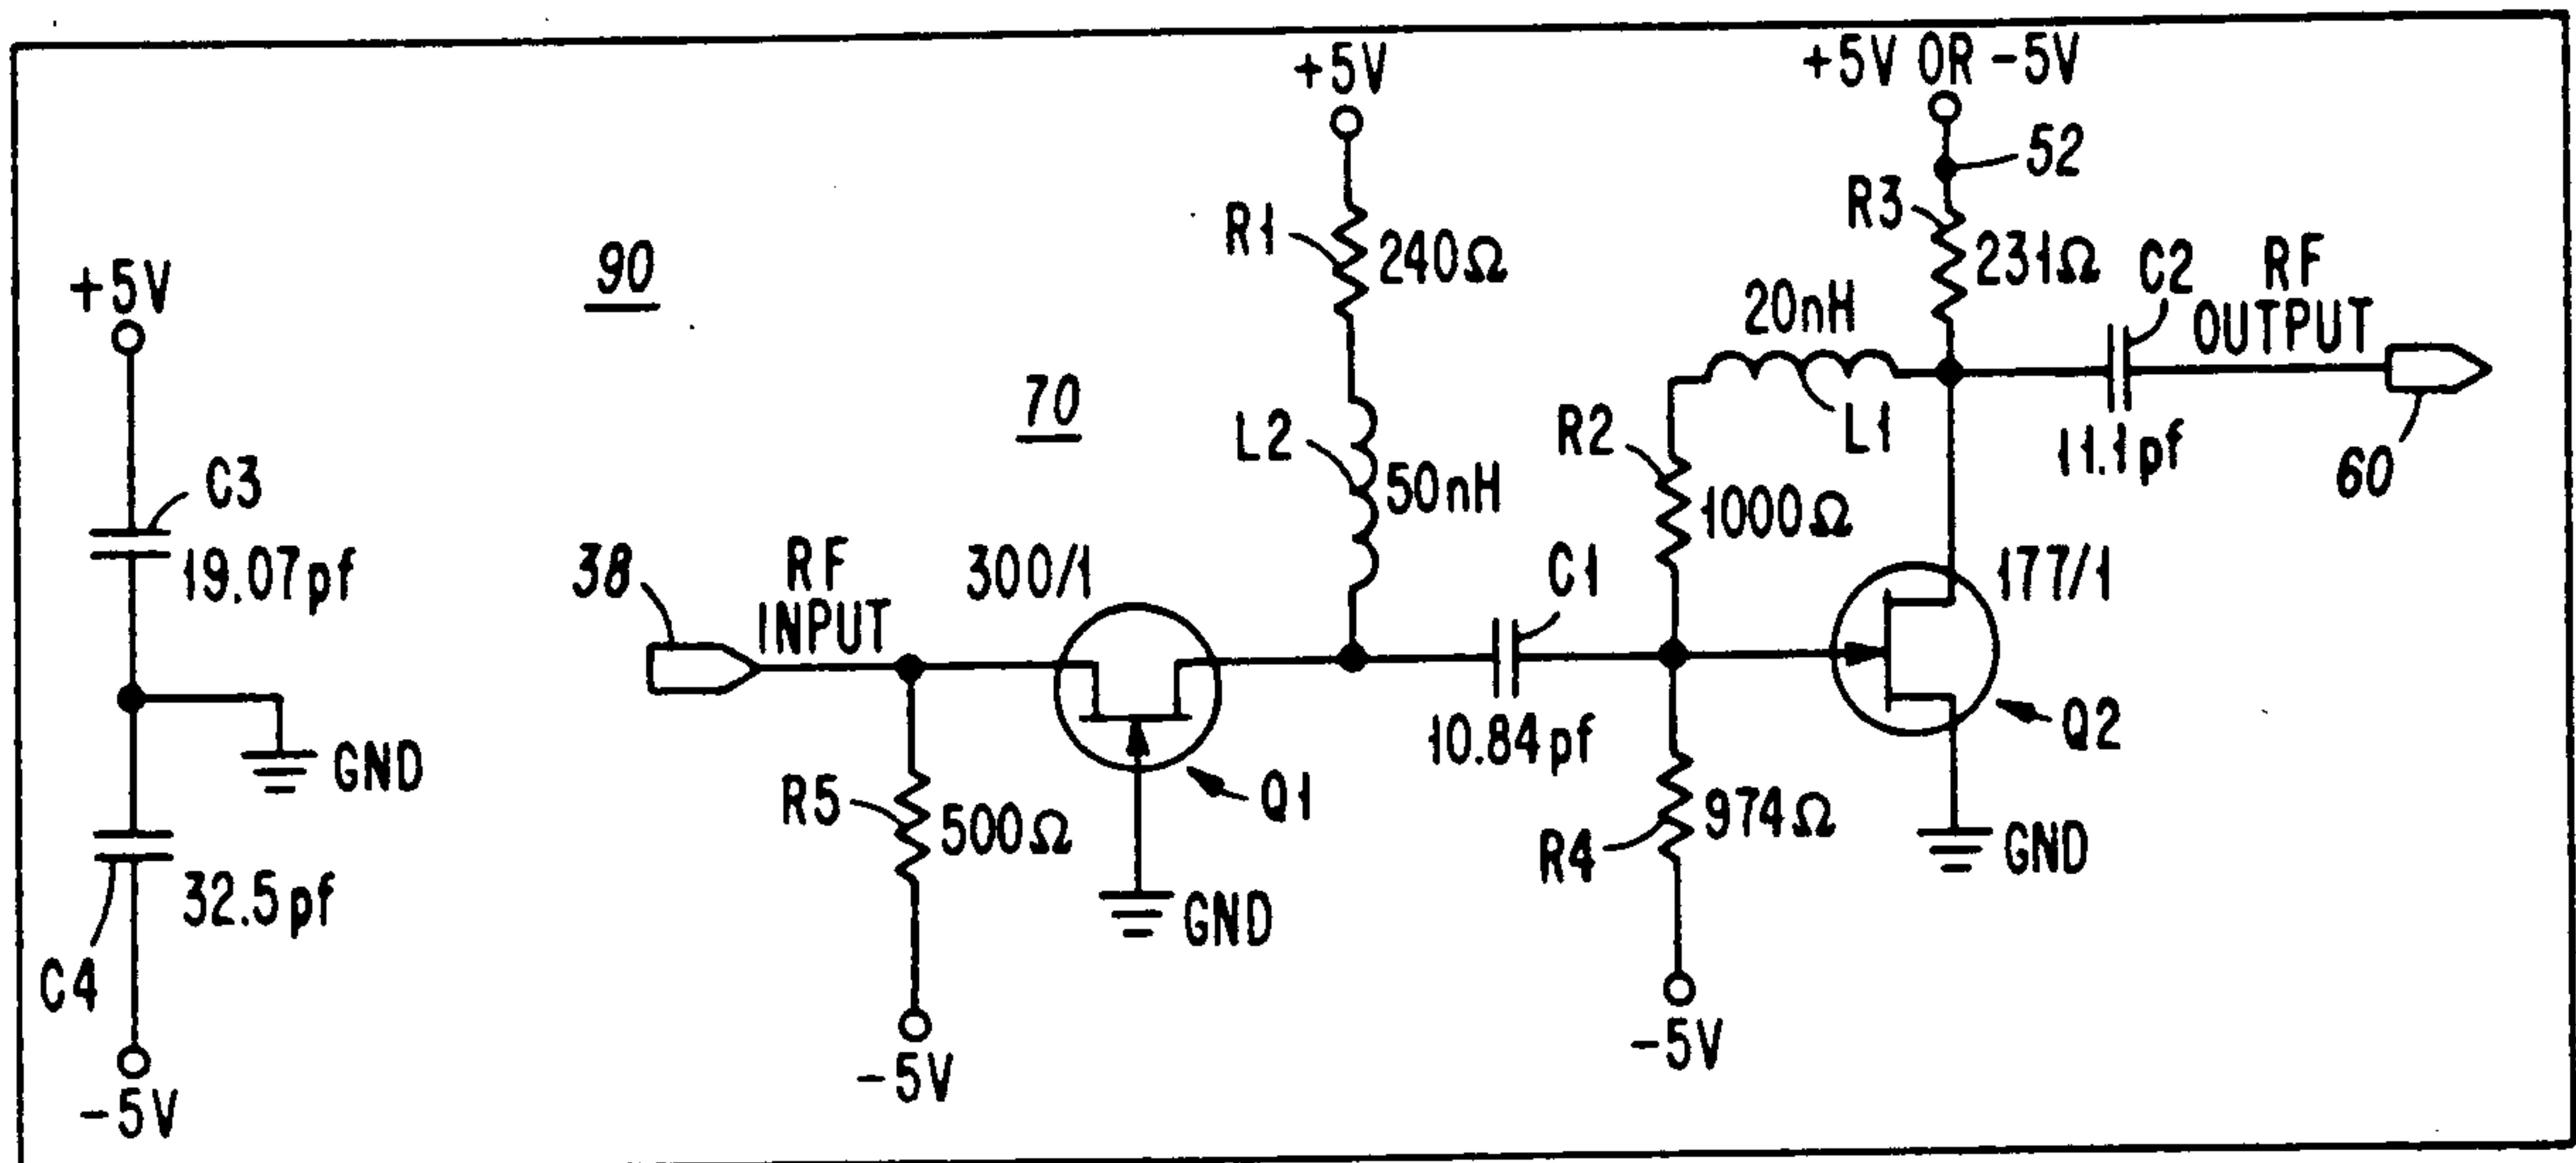 +5V
+5V OR -5V
52
R3
231Ω
R1
240Ω
C2
RF
OUTPUT
90
+5V
20nH
L1
70
L2
50nH
R2
1000Ω
11.1pf
60
C3
19.07pf
38
RF
INPUT
300/1
C1
177/1
GND
10.84pf
Q2
R5
500Ω
Q1
R4
974Ω
GND
32.5pf
GND
C4
-5V
-5V
-5V